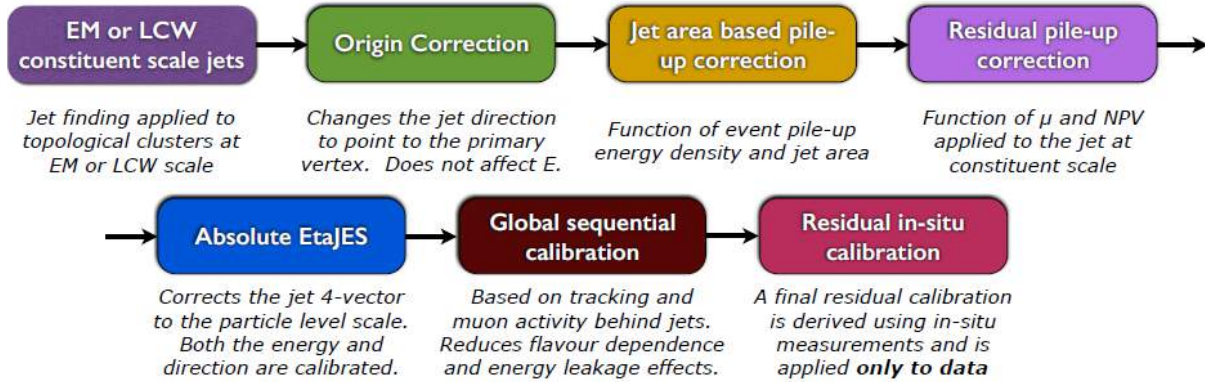 EM or LCW
constituent scale jets
Origin Correction
Jet area based pile-
up correction
Residual pile-up
correction
Jet finding applied to
topological clusters at
EM or LCW scale
Changes the jet direction
to point to the primary
vertex. Does not affect E.
Function of event pile-up
energy density and jet area
Function of µ and NPV
applied to the jet at
constituent scale
Absolute EtaJES
Global sequential
calibration
Residual in-situ
calibration
Corrects the jet 4-vector
to the particle level scale.
Both the energy and
direction are calibrated.
Based on tracking and
muon activity behind jets.
Reduces flavour dependence
and energy leakage effects.
A final residual calibration
is derived using in-situ
measurements and is
applied only to data